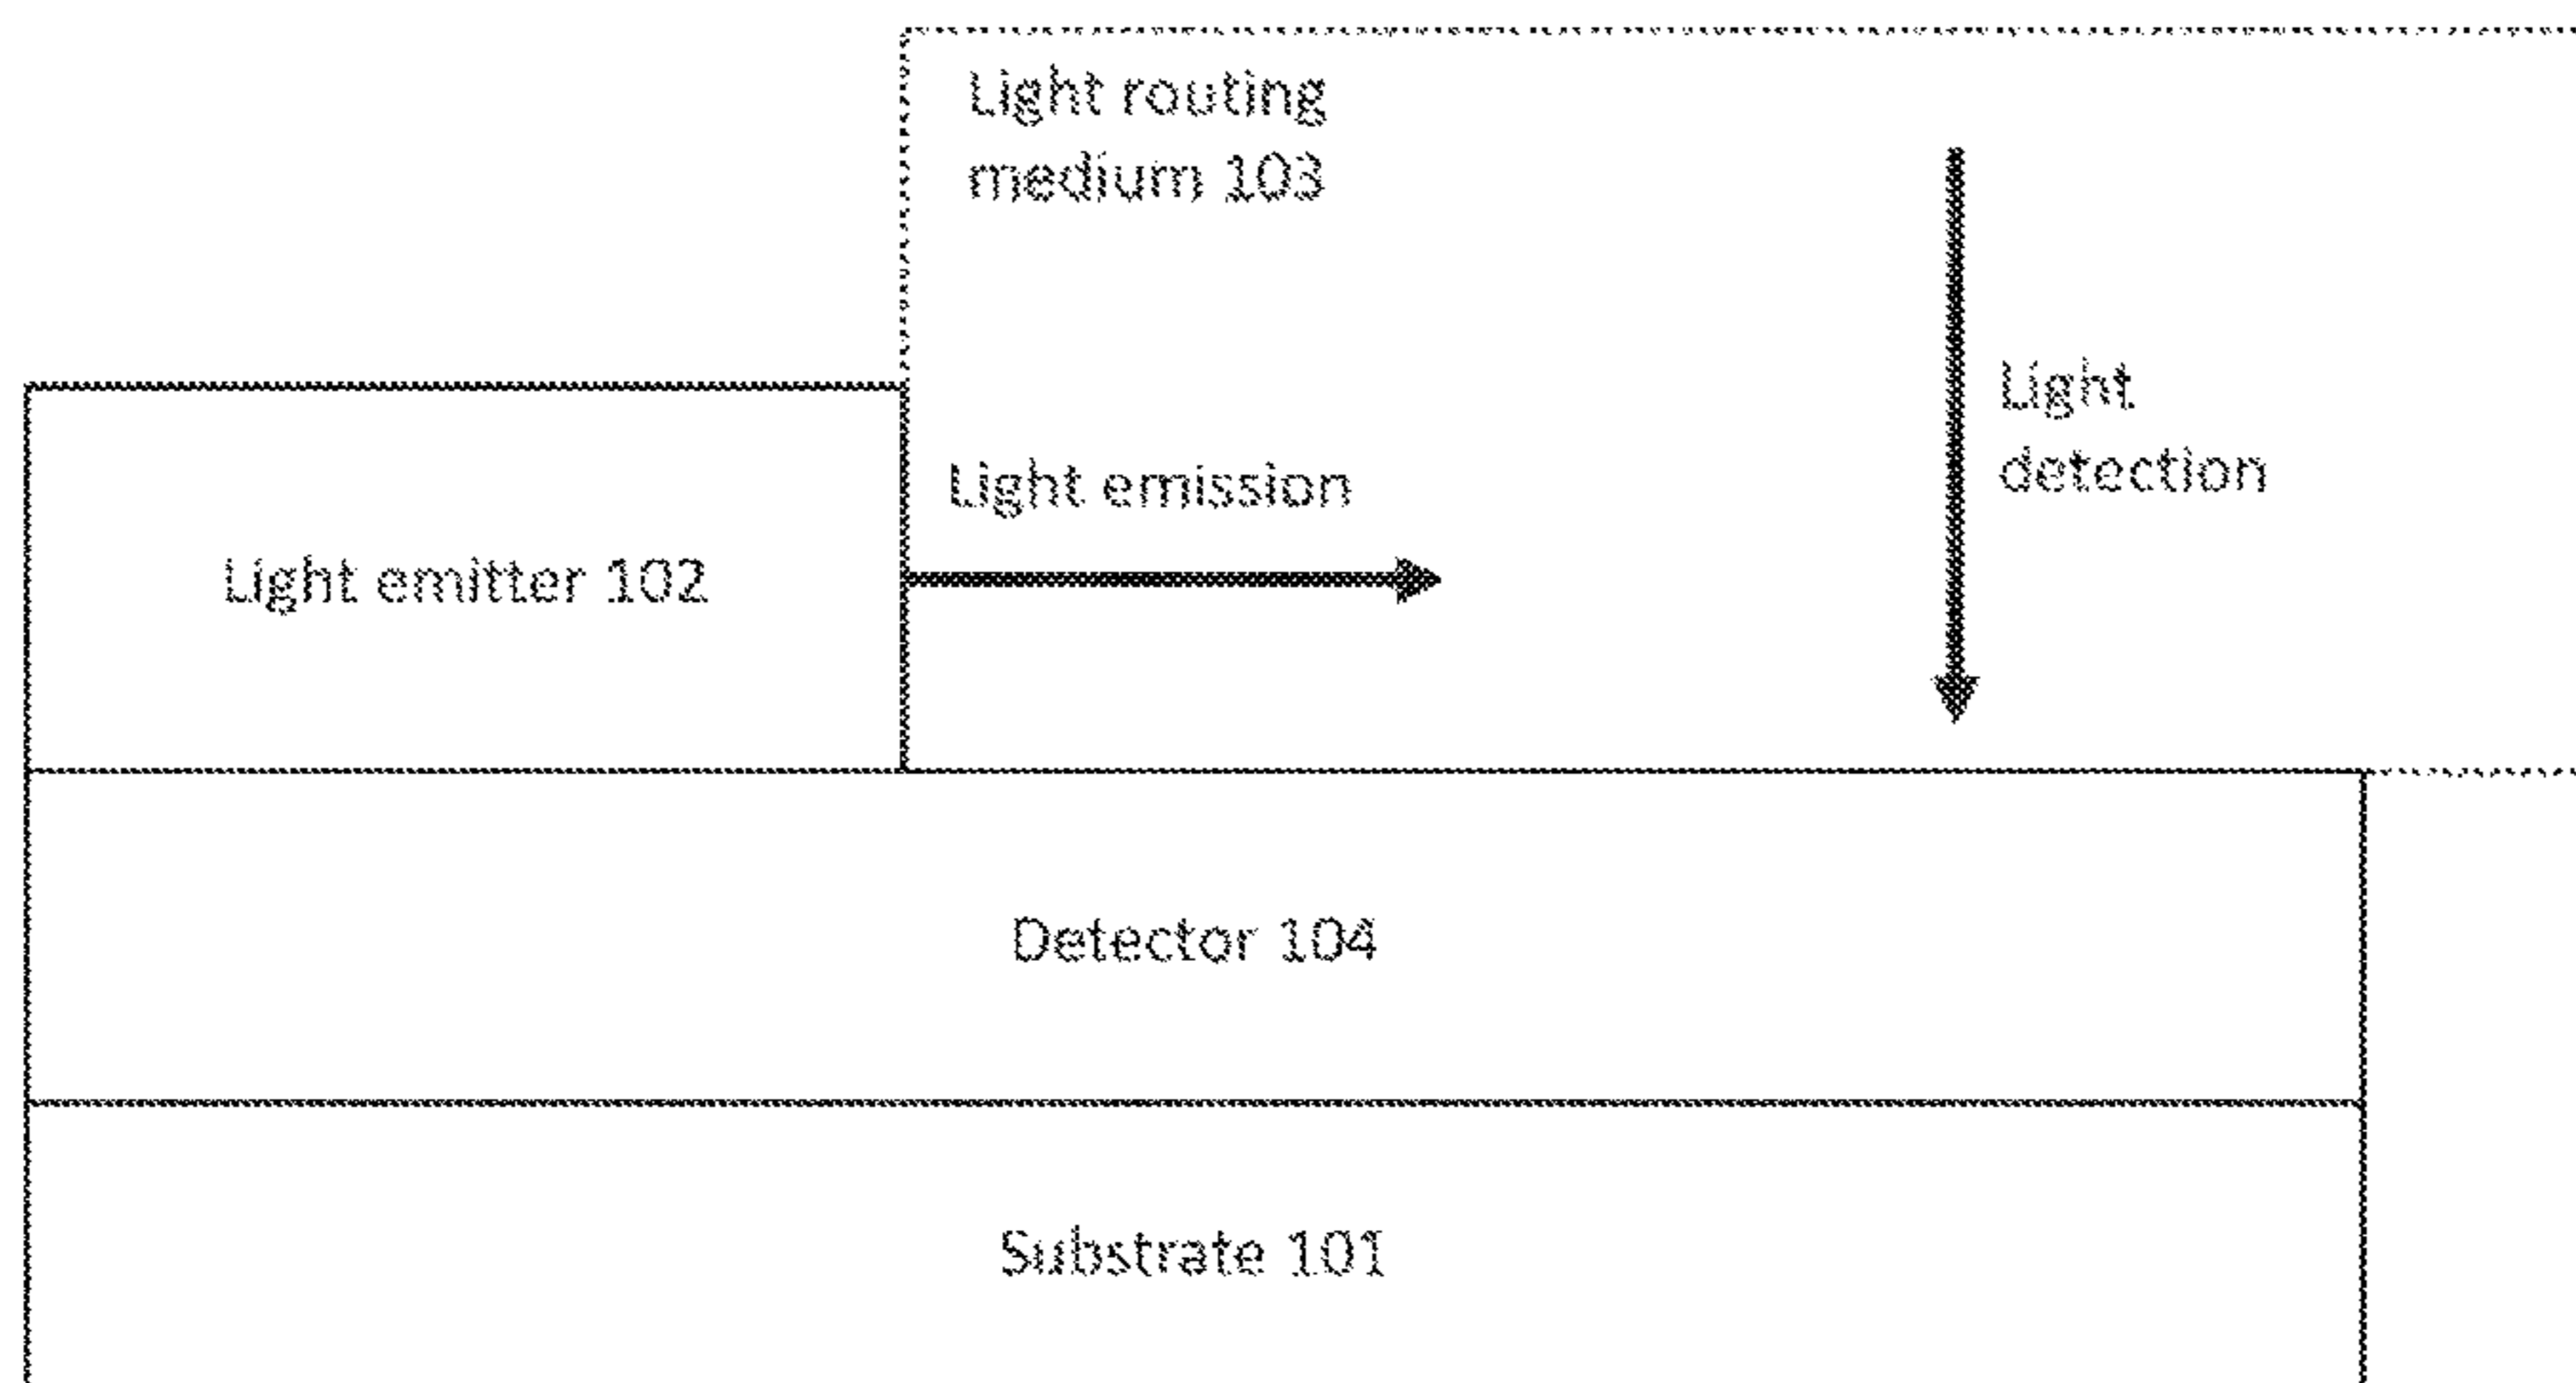 Light routing
medium 103
Light
detection
Light emission
Light emitter 102
Detector 104
Substrate 101